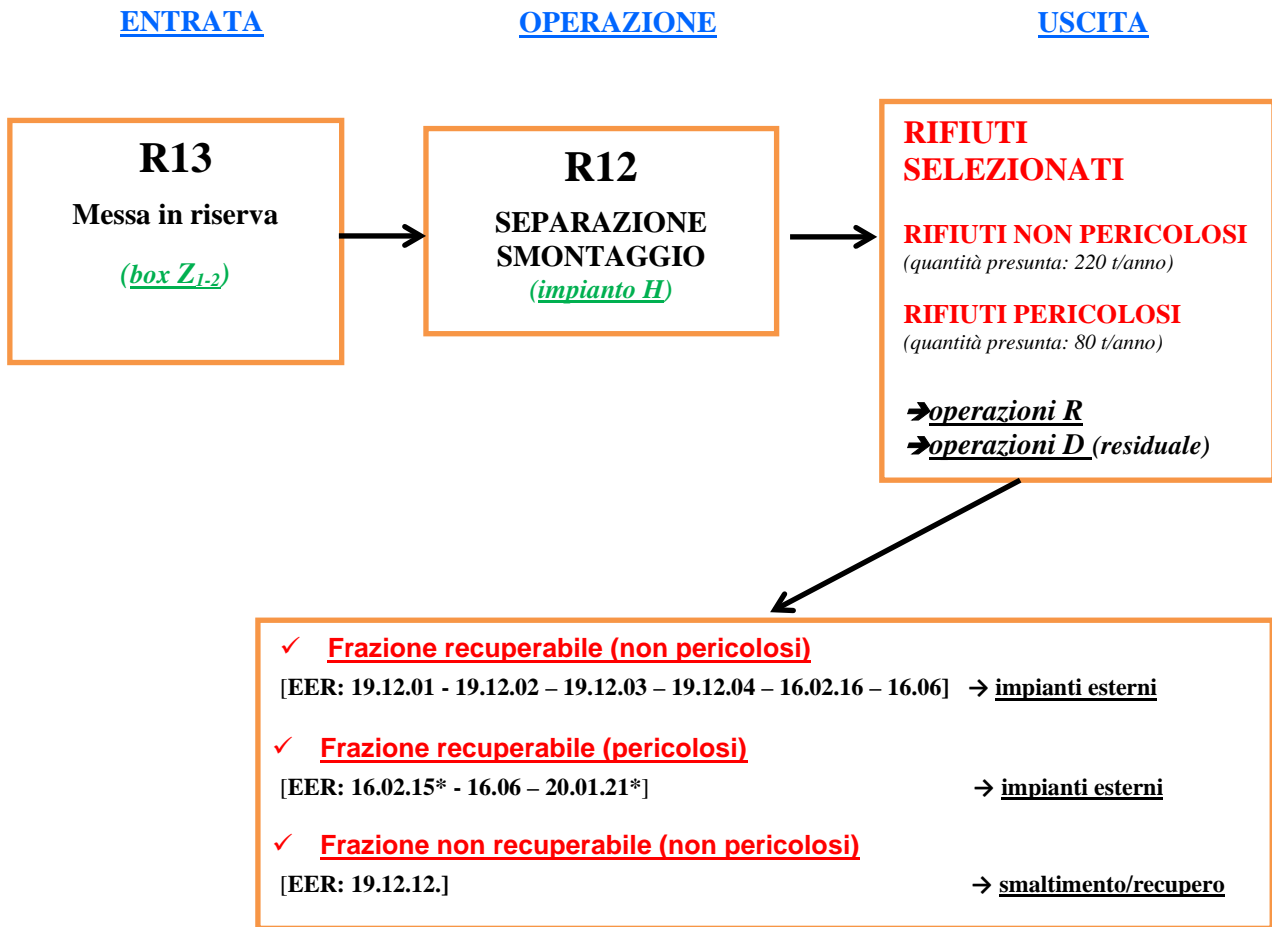 ENTRATA
OPERAZIONE
USCITA
R13
Messa in riserva
(box Z1-2)
R12
SEPARAZIONE
SMONTAGGIO
(impianto H)
RIFIUTI
SELEZIONATI
RIFIUTI NON PERICOLOSI
(quantità presunta: 220 t/anno)
RIFIUTI PERICOLOSI
(quantità presunta: 80 t/anno)
➔operazioni R
➔operazioni D (residuale)
✓ Frazione recuperabile (non pericolosi)
[EER: 19.12.01 - 19.12.02 – 19.12.03 – 19.12.04 – 16.02.16 – 16.06] → impianti esterni
✓ Frazione recuperabile (pericolosi)
[EER: 16.02.15* - 16.06 – 20.01.21*] → impianti esterni
✓ Frazione non recuperabile (non pericolosi)
[EER: 19.12.12.] → smaltimento/recupero